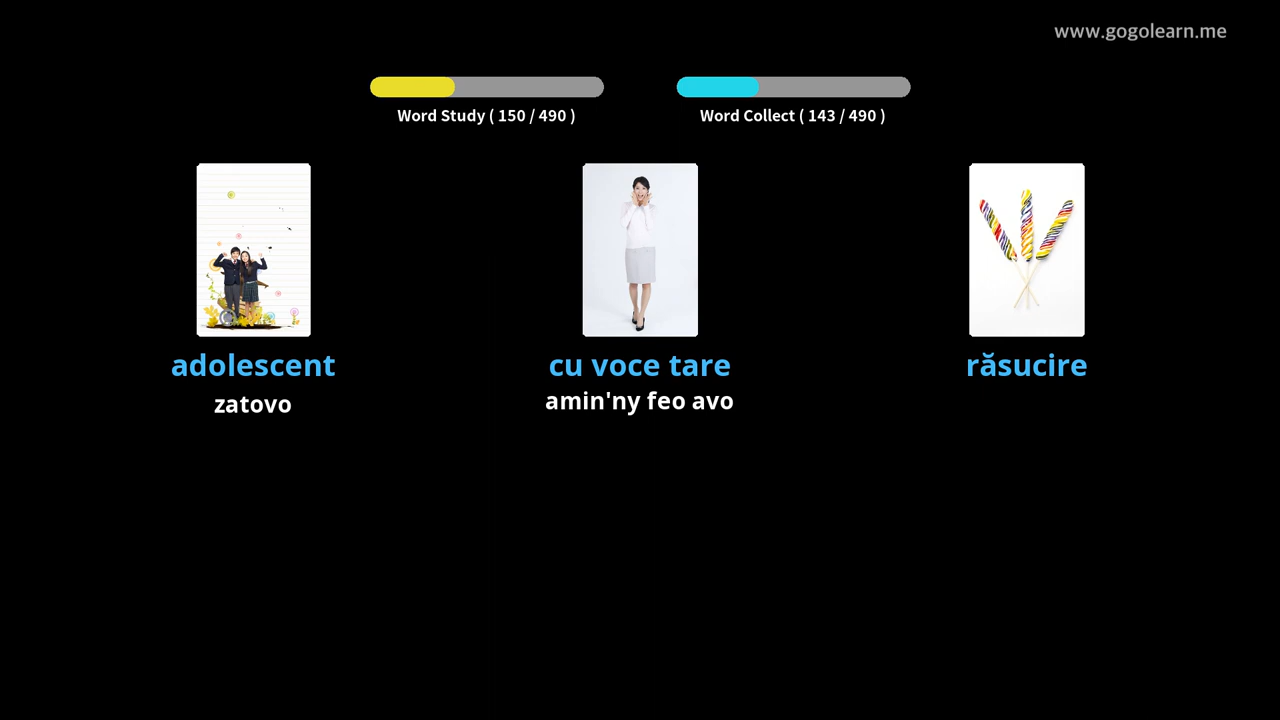 www.gogolearn.me
Word Study ( 150 / 490 )
Word Collect ( 143 / 490 )
adolescent
zatovo
cu voce tare
amin'ny feo avo
răsucire